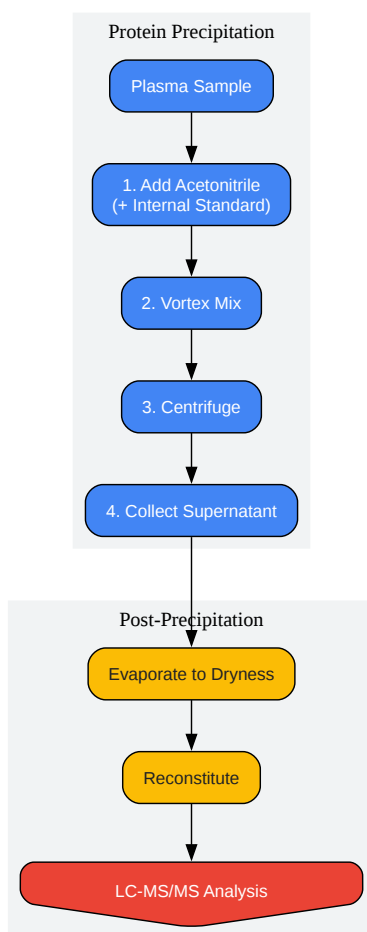 Protein Precipitation
Plasma Sample
1. Add Acetonitrile
(+ Internal Standard)
2. Vortex Mix
3. Centrifuge
4. Collect Supernatant
Post-Precipitation
Evaporate to Dryness
Reconstitute
LC-MS/MS Analysis